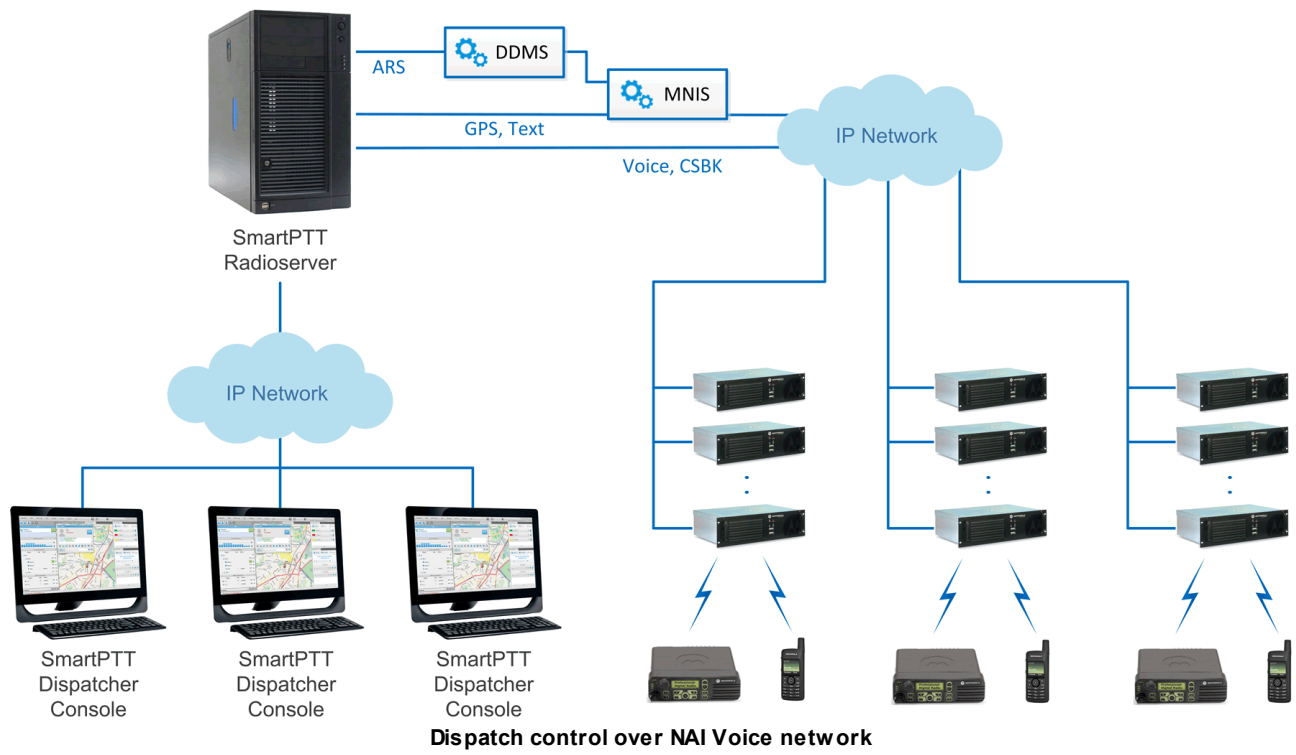 DDMS
ARS
MNIS
GPS, Text
Voice, CSBK
IP Network
SmartPTT
Radioserver
IP Network
SmartPTT
Dispatcher
Console
SmartPTT
Dispatcher
Console
SmartPTT
Dispatcher
Console
Dispatch control over NAI Voice network